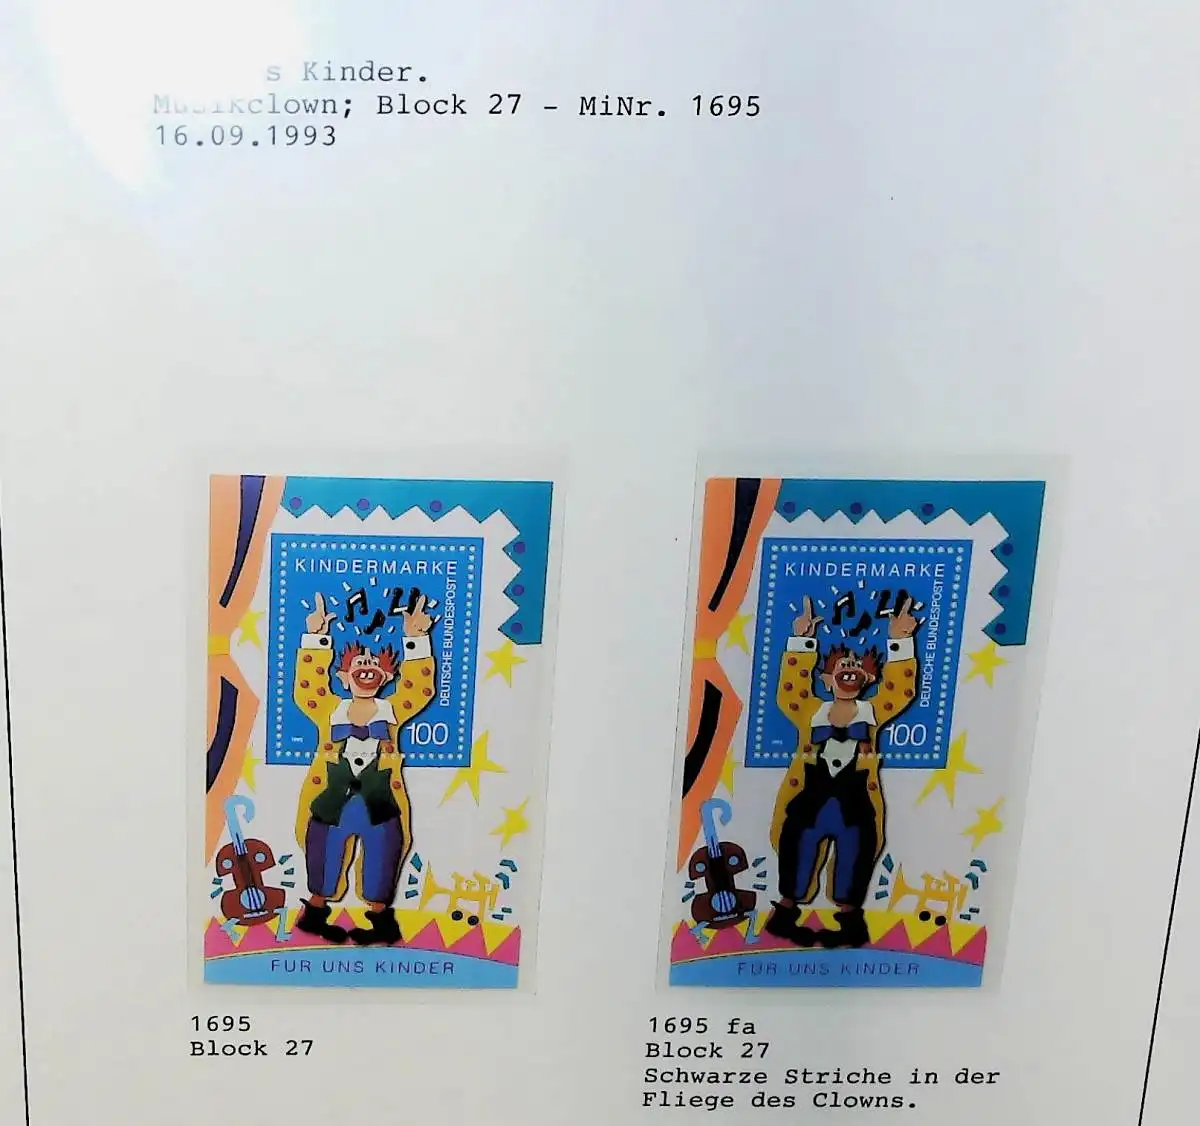 s Kinder.
Musikclown; Block 27 - MiNr. 1695
16.09.1993
KINDERMARKE
DEUTSCHE BUNDESPOST
100
FÜR UNS KINDER
KINDERMARKE
DEUTSCHE BUNDESPOST
100
FÜR UNS KINDER
1695
Block 27
1695 fa
Block 27
Schwarze Striche in der
Fliege des Clowns.